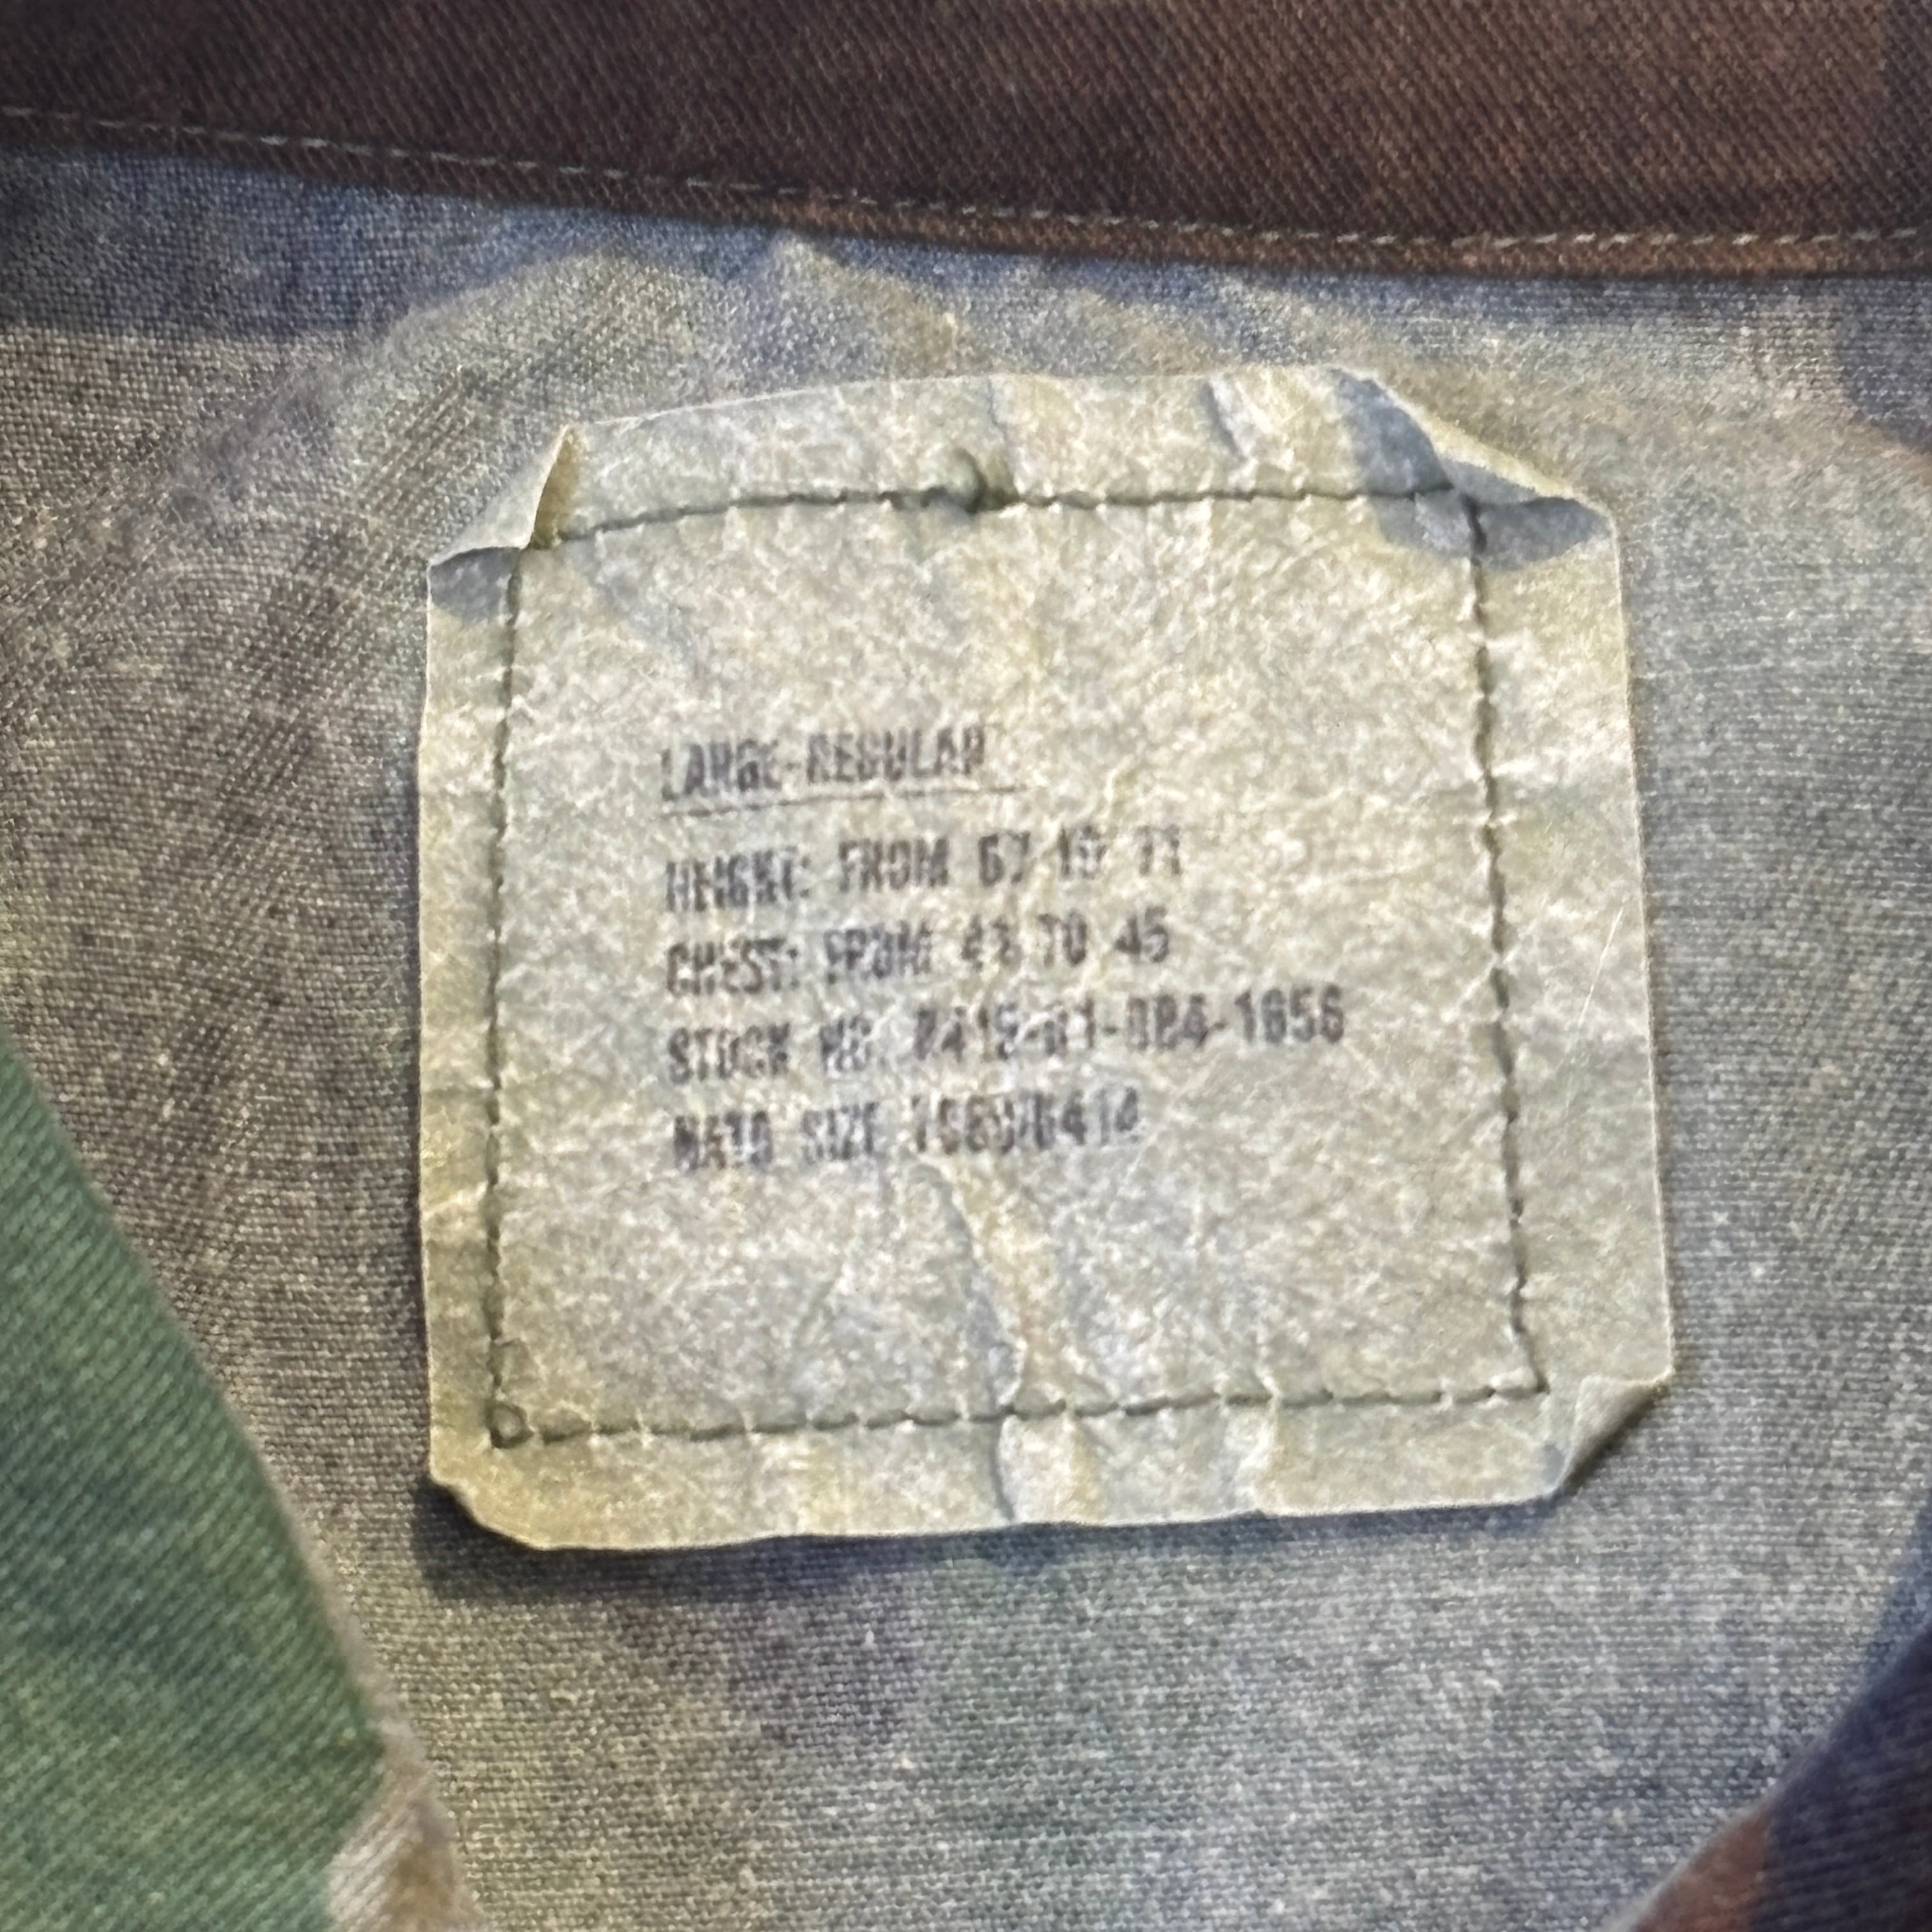 LARGE-REGULAR
HEIGHT: FROM 67 TO 71
CHEST: FROM 41 TO 45
STOCK NO. 8415-01-084-1656
NATO SIZE